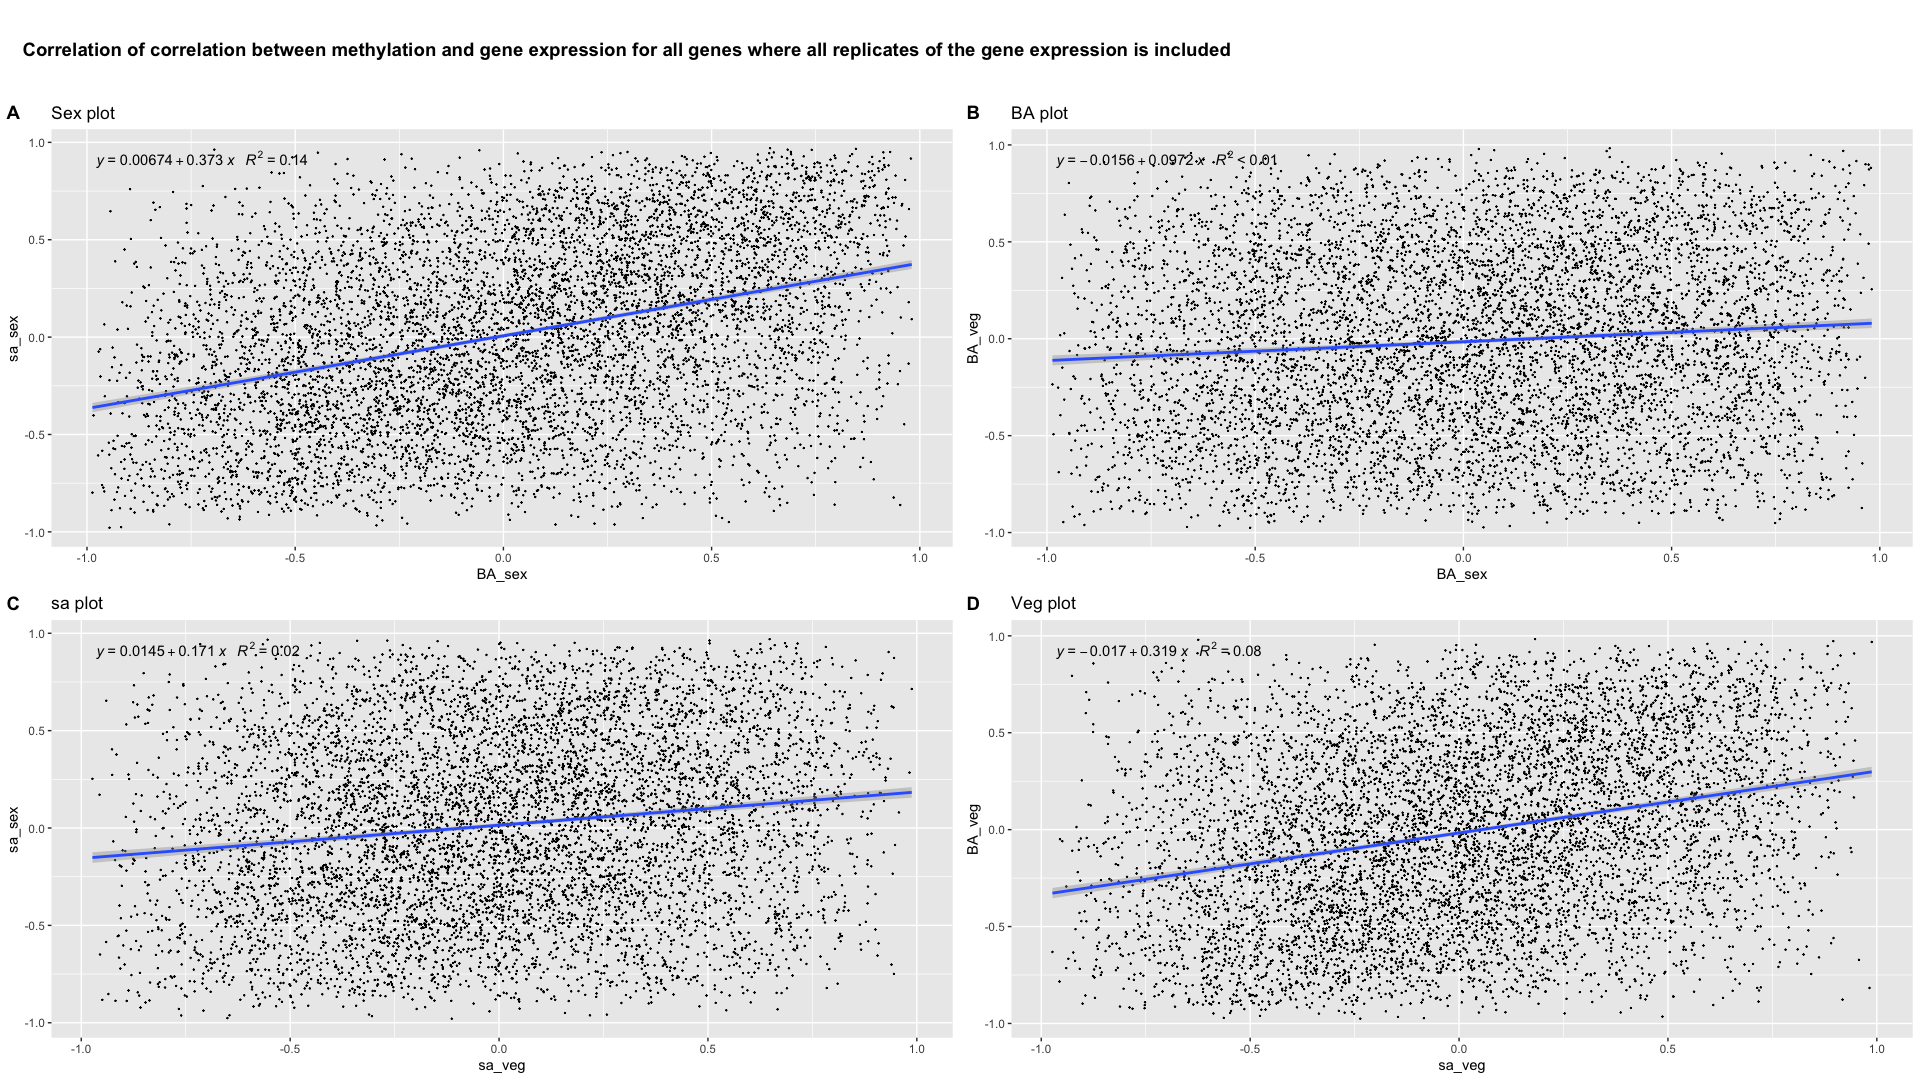 Correlation of correlation between methylation and gene expression for all genes where all replicates of the gene expression is included
A Sex plot
y = 0.00674 + 0.373 x R² = 0.14
1.0
0.5
0.0
-0.5
-1.0
sa_sex
-1.0 -0.5 0.0 0.5 1.0
BA_sex
B BA plot
y = − 0.0156 + 0.0972 x R² < 0.01
1.0
0.5
0.0
-0.5
-1.0
BA_veg
-1.0 -0.5 0.0 0.5 1.0
BA_sex
C sa plot
y = 0.0145 + 0.171 x R² = 0.02
1.0
0.5
0.0
-0.5
-1.0
sa_sex
-1.0 -0.5 0.0 0.5 1.0
sa_veg
D Veg plot
y = − 0.017 + 0.319 x R² = 0.08
1.0
0.5
0.0
-0.5
-1.0
BA_veg
-1.0 -0.5 0.0 0.5 1.0
sa_veg